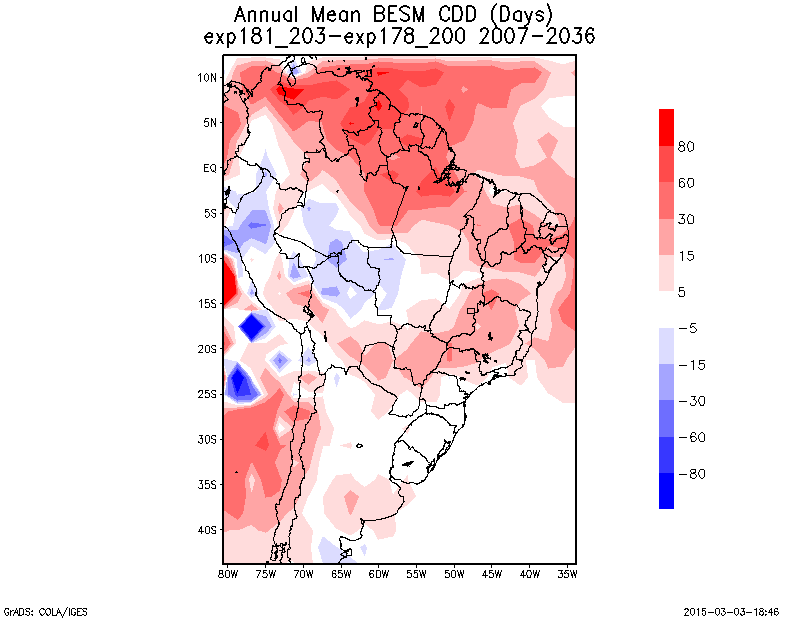 Annual Mean BESM CDD (Days)
exp181_203-exp178_200 2007-2036
10N
5N
EQ
5S
10S
15S
20S
25S
30S
35S
40S
80W 75W 70W 65W 60W 55W 50W 45W 40W 35W
80
60
30
15
5
-5
-15
-30
-60
-80
GrADS: COLA/IGES
2015-03-03-18:46